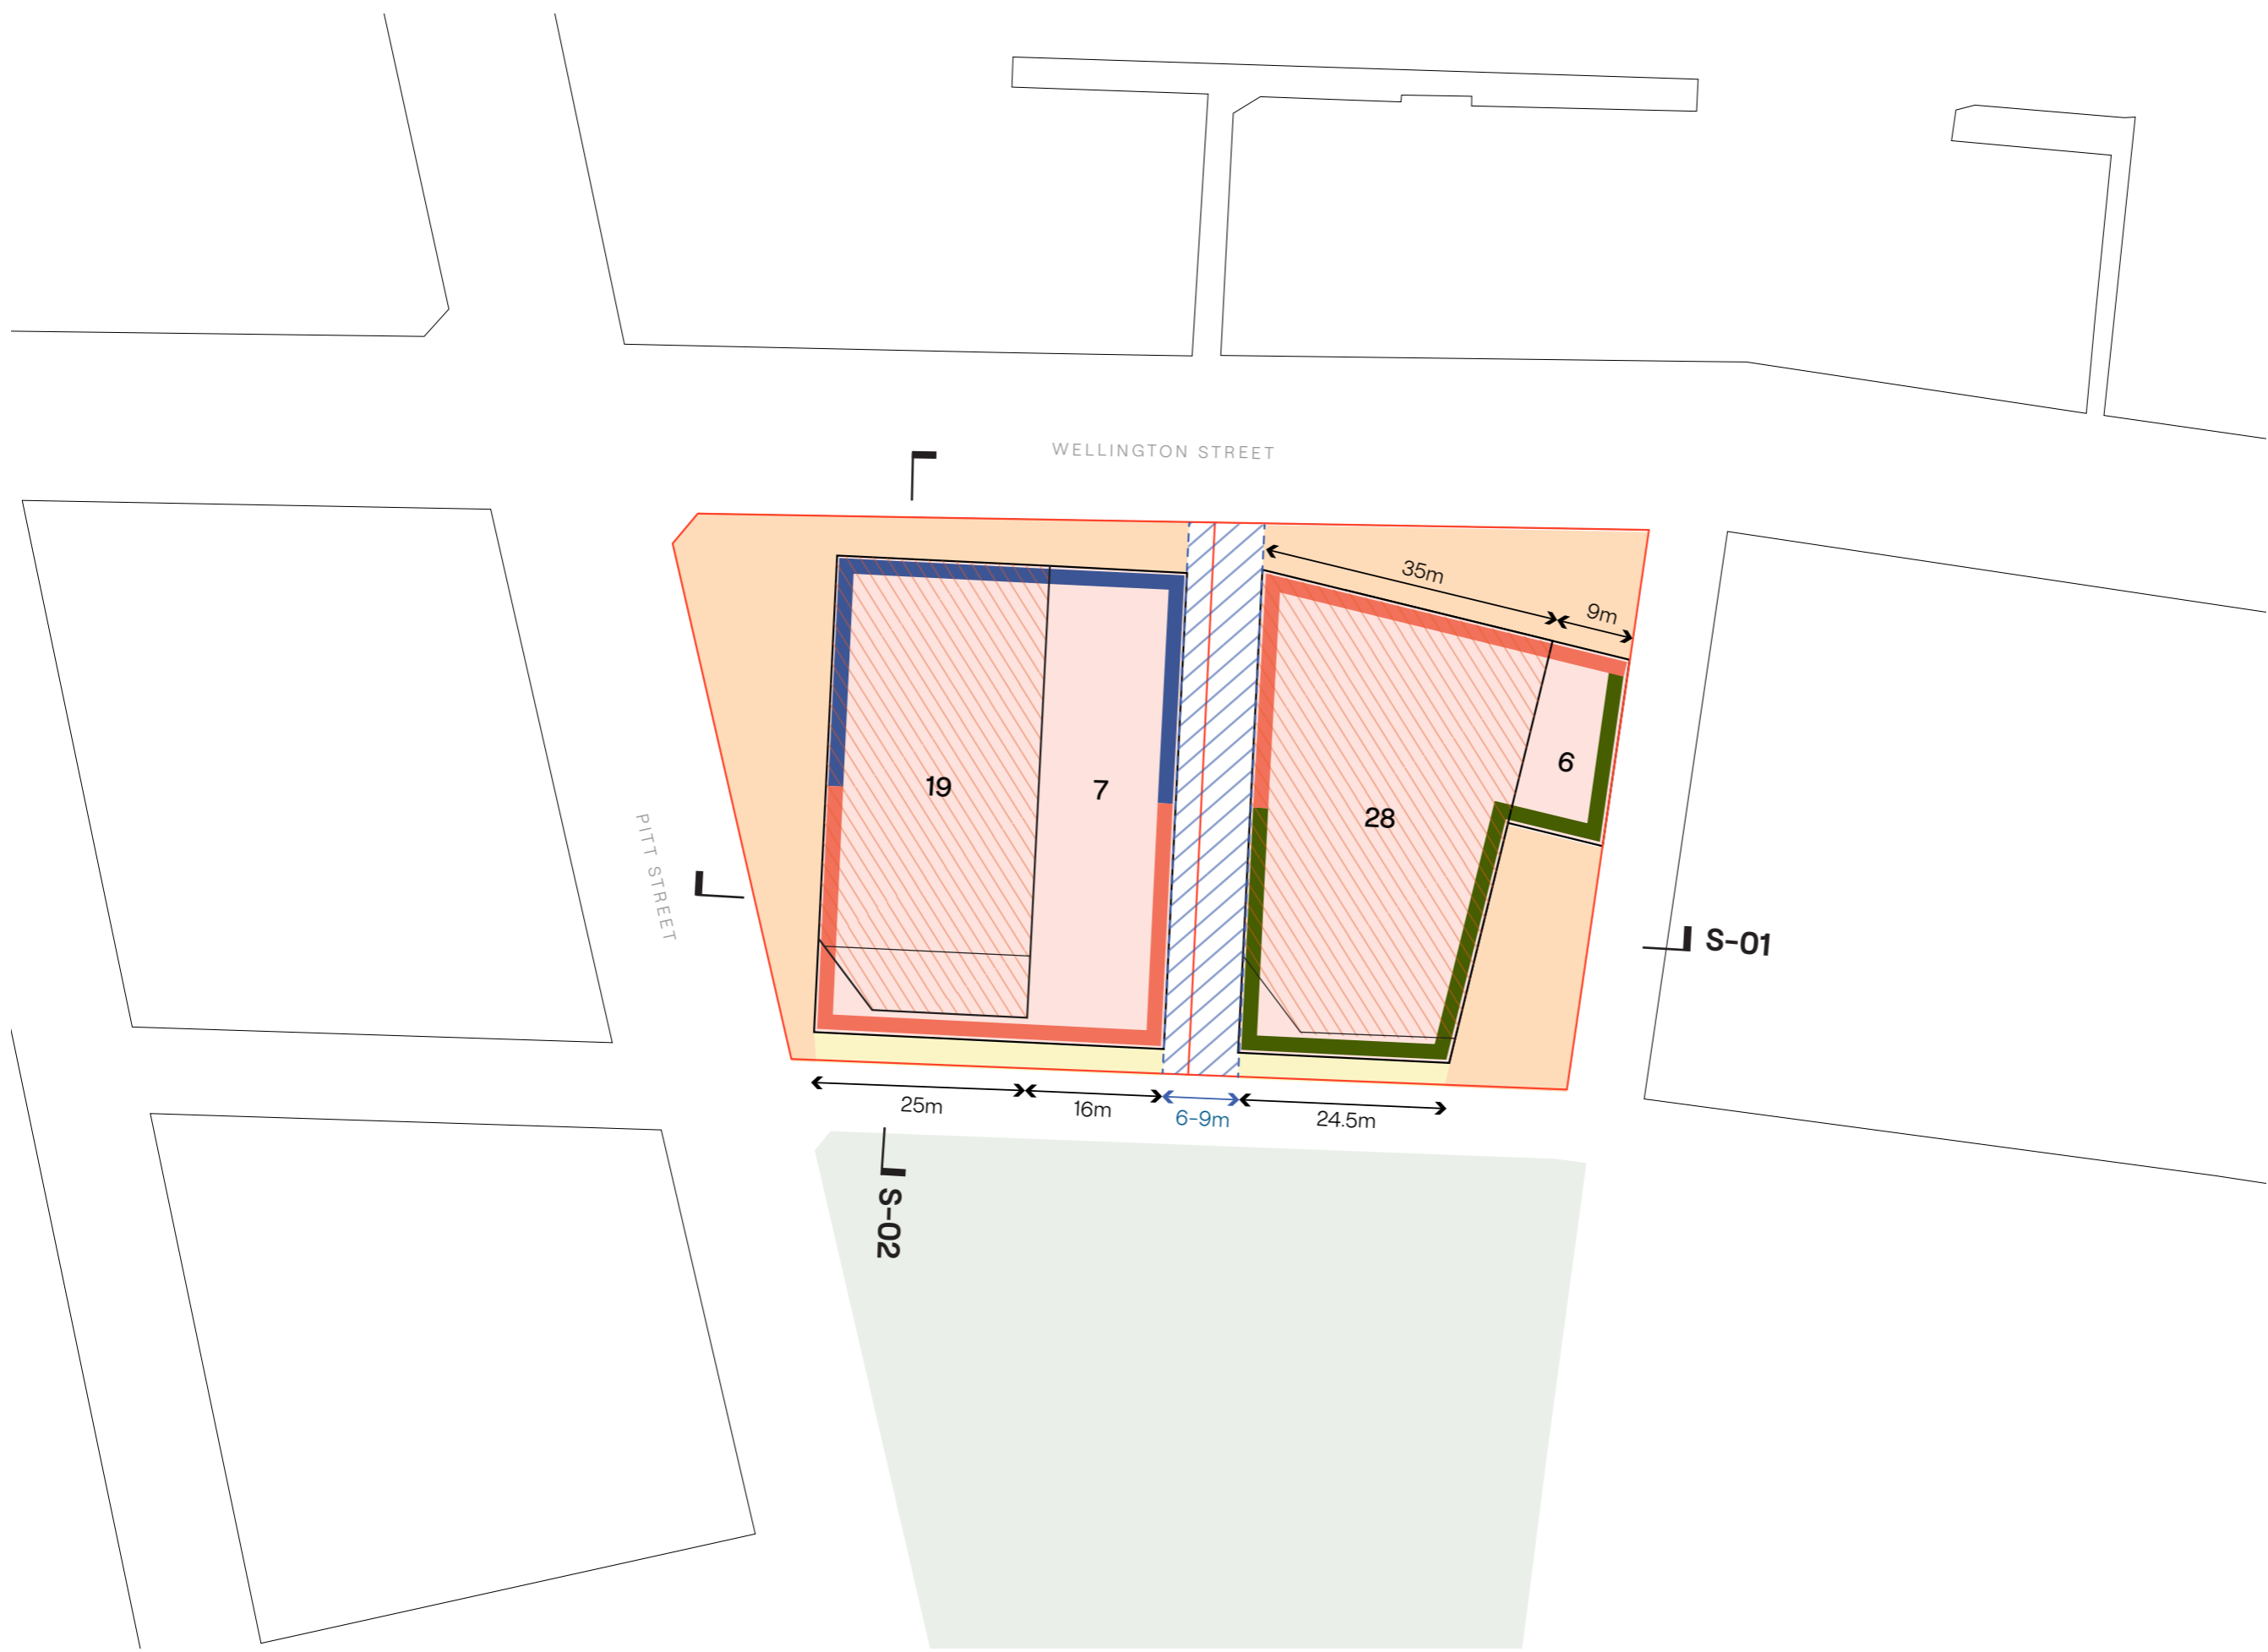 WELLINGTON STREET
35m
9m
19
7
28
6
PITT STREET
S-01
25m
16m
6-9m
24.5m
S-02